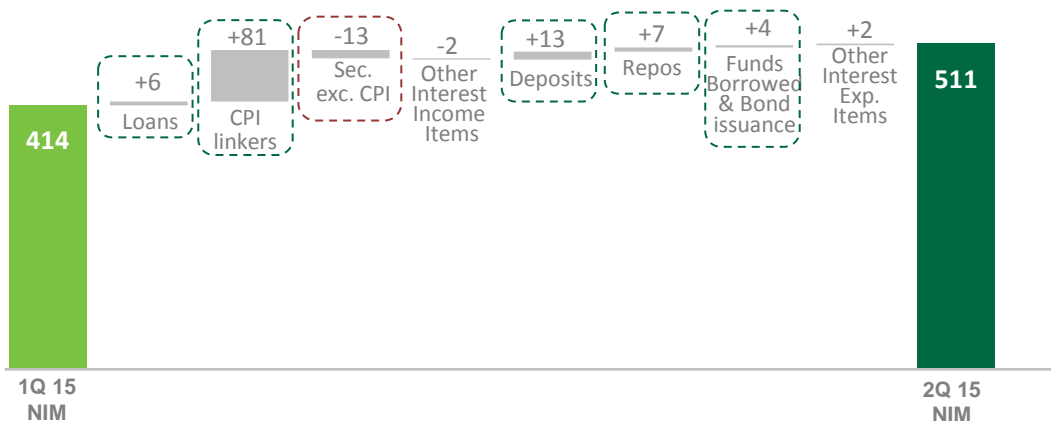 414
1Q 15
NIM
+6
Loans
+81
CPI
linkers
-13
Sec.
exc. CPI
-2
Other
Interest
Income
Items
+13
Deposits
+7
Repos
+4
Funds
Borrowed
& Bond
issuance
+2
Other
Interest
Exp.
Items
511
2Q 15
NIM